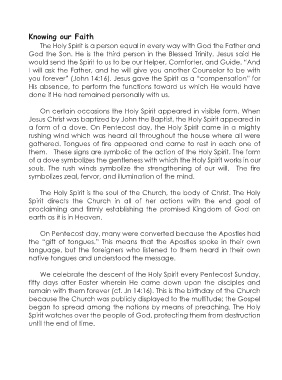 Knowing our Faith
The Holy Spirit is a person equal in every way with God the Father and
God the Son. He is the third person in the Blessed Trinity. Jesus said He
would send the Spirit to us to be our Helper, Comforter, and Guide. "And
I will ask the Father, and he will give you another Counselor to be with
you forever" (John 14:16). Jesus gave the Spirit as a "compensation" for
His absence, to perform the functions toward us which He would have
done if He had remained personally with us.
On certain occasions the Holy Spirit appeared in visible form. When
Jesus Christ was baptized by John the Baptist, the Holy Spirit appeared in
a form of a dove. On Pentecost day, the Holy Spirit came in a mighty
rushing wind which was heard all throughout the house where all were
gathered. Tongues of fire appeared and came to rest in each one of
them. These signs are symbolic of the action of the Holy Spirit. The form
of a dove symbolizes the gentleness with which the Holy Spirit works in our
souls. The rush winds symbolize the strengthening of our will. The fire
symbolizes zeal, fervor, and illumination of the mind.
The Holy Spirit is the soul of the Church, the body of Christ. The Holy
Spirit directs the Church in all of her actions with the end goal of
proclaiming and firmly establishing the promised Kingdom of God on
earth as it is in Heaven.
On Pentecost day, many were converted because the Apostles had
the "gift of tongues." This means that the Apostles spoke in their own
language, but the foreigners who listened to them heard in their own
native tongues and understood the message.
We celebrate the descent of the Holy Spirit every Pentecost Sunday,
fifty days after Easter wherein He came down upon the disciples and
remain with them forever (cf. Jn 14:16). This is the birthday of the Church
because the Church was publicly displayed to the multitude; the Gospel
began to spread among the nations by means of preaching. The Holy
Spirit watches over the people of God, protecting them from destruction
until the end of time.